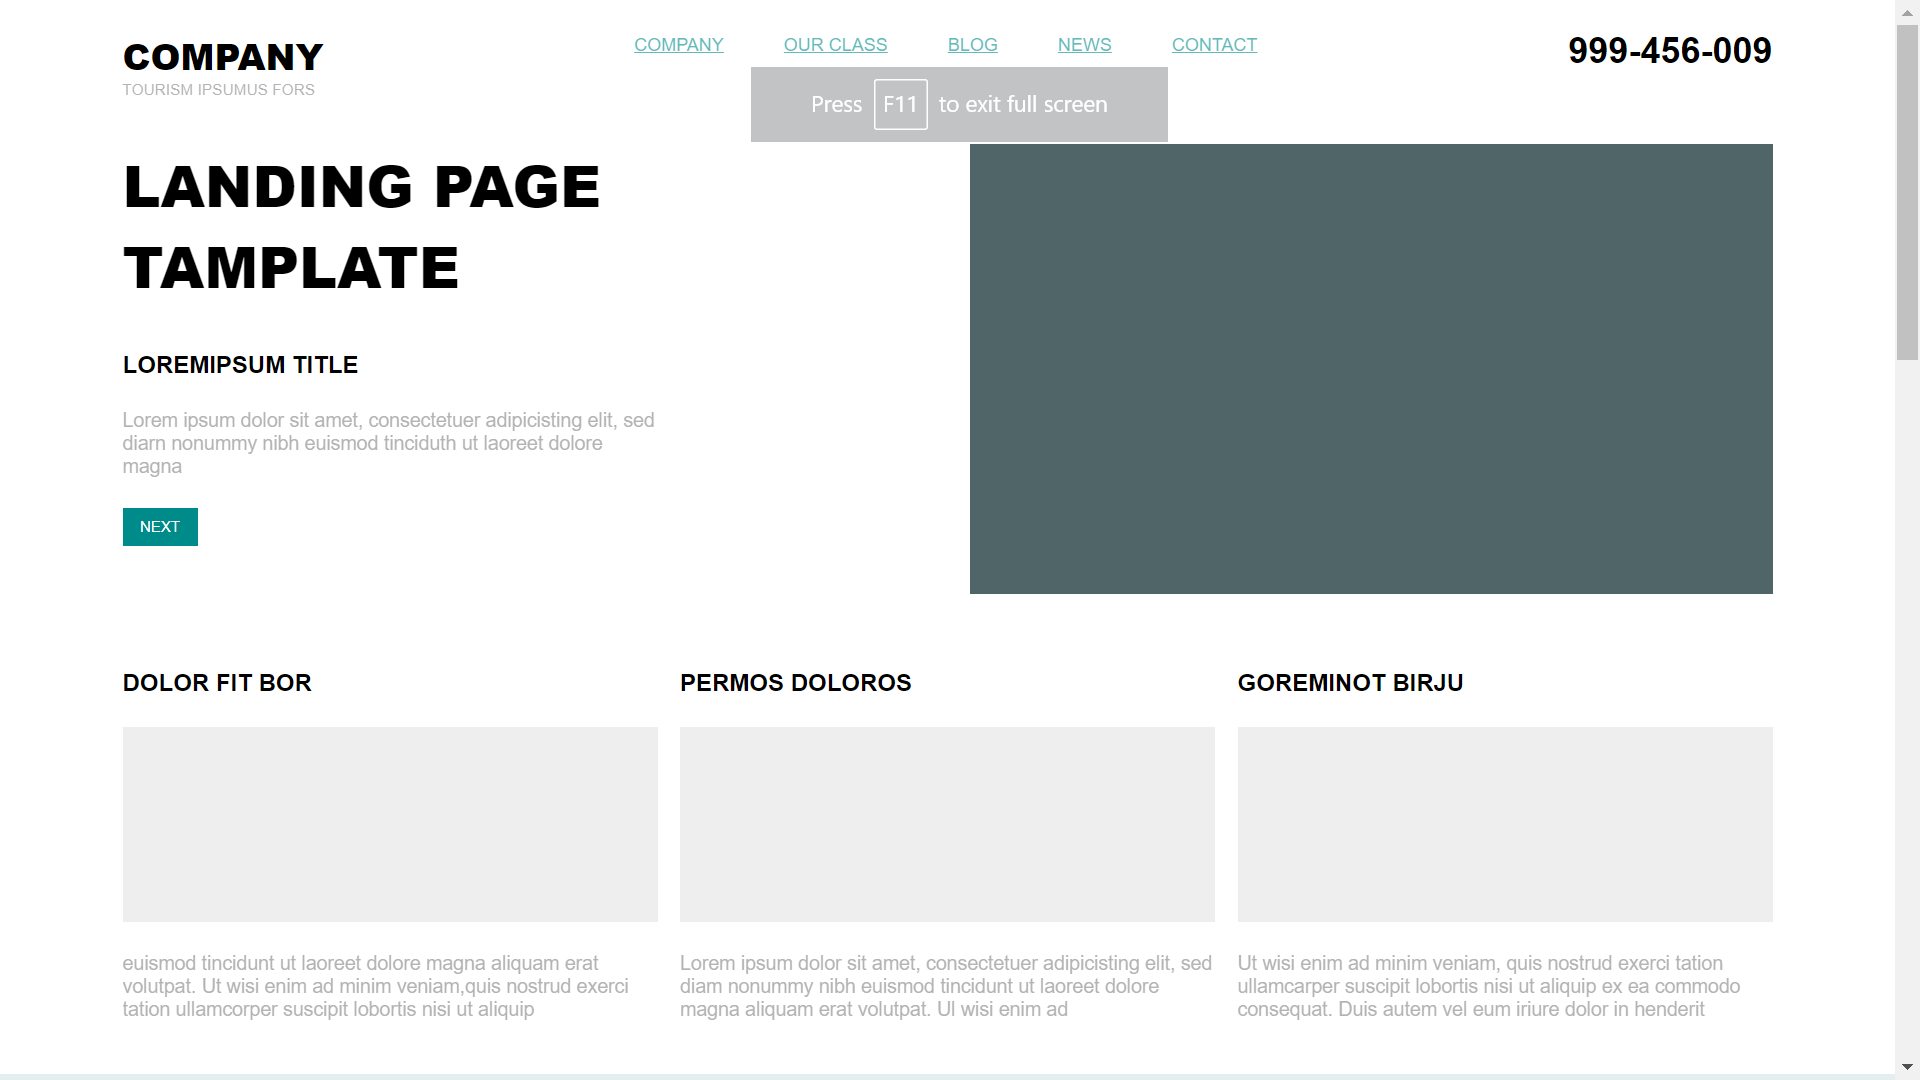 COMPANY
TOURISM IPSUMUS FORS
COMPANY OUR CLASS BLOG NEWS CONTACT
999-456-009
Press F11 to exit full screen
LANDING PAGE
TAMPLATE
LOREMIPSUM TITLE
Lorem ipsum dolor sit amet, consectetuer adipicisting elit, sed
diarn nonummy nibh euismod tinciduth ut laoreet dolore
magna
NEXT
DOLOR FIT BOR
euismod tincidunt ut laoreet dolore magna aliquam erat
volutpat. Ut wisi enim ad minim veniam,quis nostrud exerci
tation ullamcorper suscipit lobortis nisi ut aliquip
PERMOS DOLOROS
Lorem ipsum dolor sit amet, consectetuer adipicisting elit, sed
diam nonummy nibh euismod tincidunt ut laoreet dolore
magna aliquam erat volutpat. Ul wisi enim ad
GOREMINOT BIRJU
Ut wisi enim ad minim veniam, quis nostrud exerci tation
ullamcarper suscipit lobortis nisi ut aliquip ex ea commodo
consequat. Duis autem vel eum iriure dolor in henderit